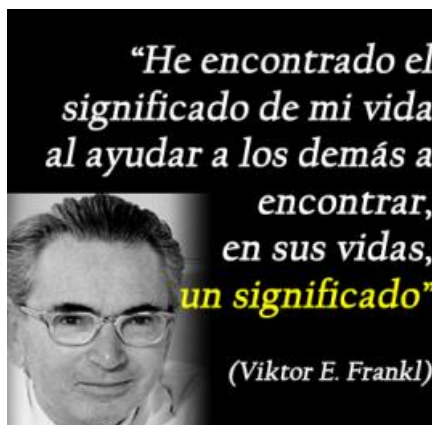 “He encontrado el
significado de mi vida
al ayudar a los demás a
encontrar,
en sus vidas,
un significado”
(Viktor E. Frankl)